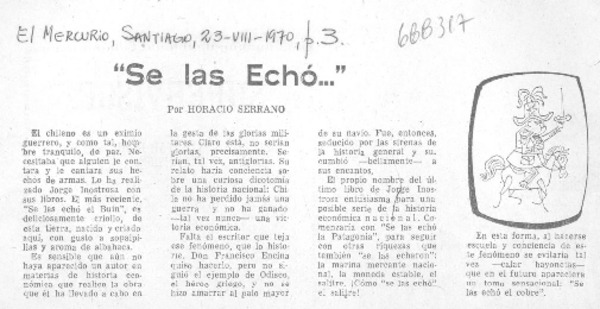 El Mercurio, Santiago, 23-VIII-1970, p.3.
688317
"Se las Echó..."
Por HORACIO SERRANO
El chileno es un eximio
guerrero, y como tal, hom-
bre tranquilo, de paz. Ne-
cesitaba que alguien le con-
tara y le cantara sus he-
chos de armas. Lo ha rea-
lizado Jorge Inostrosa con
sus libros. El más reciente,
"Se las echó el Buin", es
deliciosamente criollo, de
esta tierra, nacido y criado
aquí, con gusto a sopaipi-
llas y aroma de albahaca.
Es sensible que aún no
haya aparecido un autor en
materias de historia eco-
nómica que realice la obra
que él ha llevado a cabo en
la gesta de las glorias mili-
tares. Claro está, no serían
glorias, precisamente. Se-
rían, tal vez, antiglorias. Su
relato haría conciencia so-
bre una curiosa dicotomía
de la historia nacional: Chi-
le no ha perdido jamás una
guerra y no ha ganado
—tal vez nunca— una vic-
toria económica.
Falta el escritor que teja
ese fenómeno, que la histo-
rie. Don Francisco Encina
quiso hacerlo, pero no si-
guió el ejemplo de Odiseo,
el héroe griego, y no se
hizo amarrar al palo mayor
de su navío. Fue, entonces,
seducido por las sirenas de
la historia general y su-
cumbió —bellamente— a
sus encantos.
El propio nombre del
último libro de Jorge Inos-
trosa entusiasma para una
posible serie de la historia
económica nacional. Co-
menzaría con "Se las echó
la Patagonia", para seguir
con otras riquezas que
también "se las echaron": la
marina mercante nacio-
nal, la moneda estable, el
salitre. ¡Cómo "se las echó"
el salitre!
En esta forma, al hacerse
escuela y conciencia de es-
te fenómeno se evitaría tal
vez —calar bayonetas—
que en el futuro apareciera
un tomo sensacional: "Se
las echó el cobre".